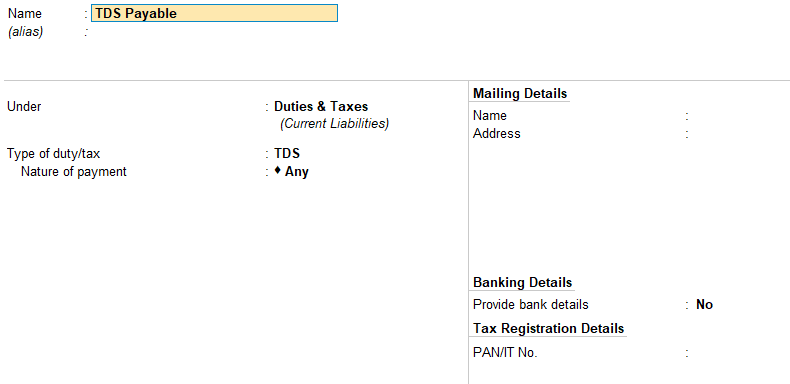 Name : TDS Payable
(alias) :
Under : Duties & Taxes
(Current Liabilities)
Type of duty/tax : TDS
Nature of payment : ♦ Any
Mailing Details
Name :
Address :
Banking Details
Provide bank details : No
Tax Registration Details
PAN/IT No. :